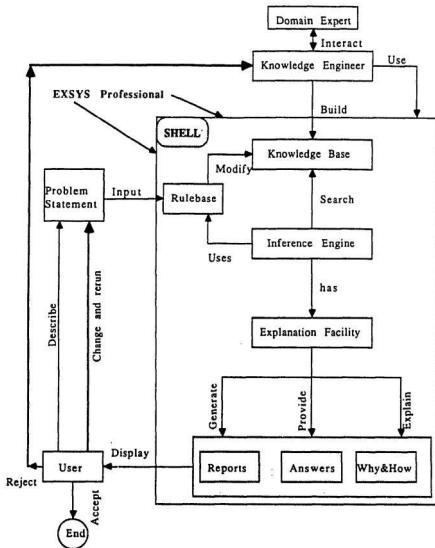 Domain Expert
Interact
Knowledge Engineer
Use
EXSYS Professional
Build
SHELL
Knowledge Base
Modify
Problem
Statement
Input
Rulebase
Search
Uses
Inference Engine
has
Describe
Change and rerun
Explanation Facility
Generate
Provide
Explain
Display
User
Reports
Answers
Why&How
Reject
Accept
End